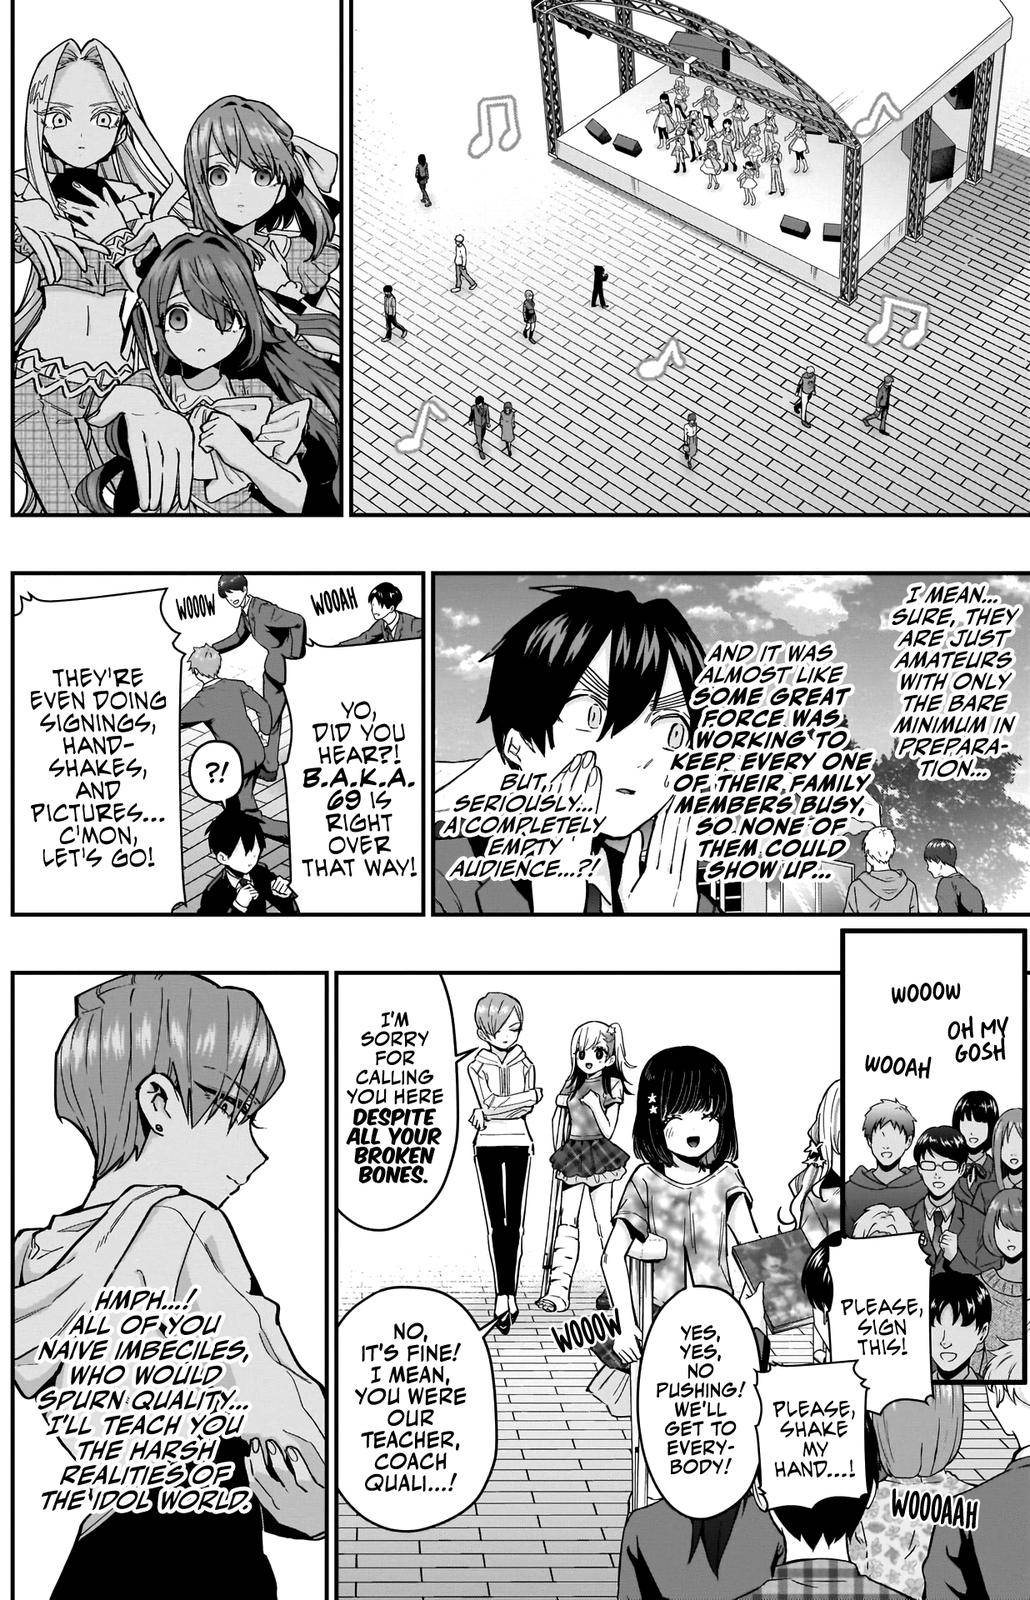 I MEAN...
SURE, THEY
ARE JUST
AMATEURS
WITH ONLY
THE BARE
MINIMUM IN
PREPARA-
TION...
AND IT WAS
ALMOST LIKE
SOME GREAT
FORCE WAS
WORKING TO
KEEP EVERY ONE
OF THEIR FAMILY
MEMBERS BUSY,
SO NONE OF
THEM COULD
SHOW UP...
BUT,
SERIOUSLY...
A COMPLETELY
EMPTY
AUDIENCE...?!
WOOAH
WOOOW
YO,
DID YOU
HEAR?!
B.A.K.A.
69 IS
RIGHT
OVER
THAT WAY!
?!
THEY'RE
EVEN DOING
SIGNINGS,
HAND-
SHAKES,
AND
PICTURES...
C'MON,
LET'S GO!
WOOOW
OH MY
GOSH
WOOAH
PLEASE,
SIGN
THIS!
PLEASE,
SHAKE
MY
HAND...!
YES,
YES,
NO
PUSHING!
WE'LL
GET TO
EVERY-
BODY!
WOOOAAH
WOOOW
I'M
SORRY
FOR
CALLING
YOU HERE
DESPITE
ALL YOUR
BROKEN
BONES.
NO,
IT'S FINE!
I MEAN,
YOU WERE
OUR
TEACHER,
COACH
QUALI...!
HMPH...!
ALL OF YOU
NAIVE IMBECILES,
WHO WOULD
SPURN QUALITY...
I'LL TEACH YOU
THE HARSH
REALITIES OF
THE IDOL WORLD.